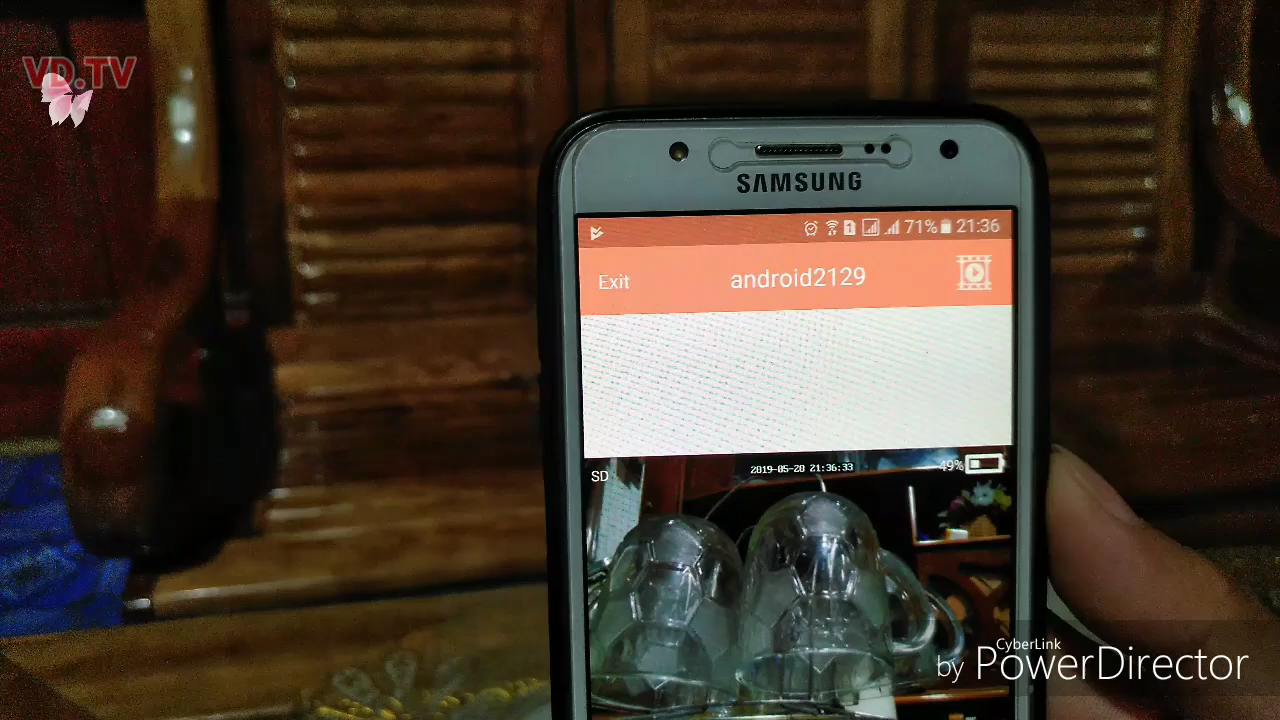 VD.TV
SAMSUNG
1 71% 21:36
Exit android2129
SD 2019-05-20 21:36:33 49%
CyberLink
by PowerDirector